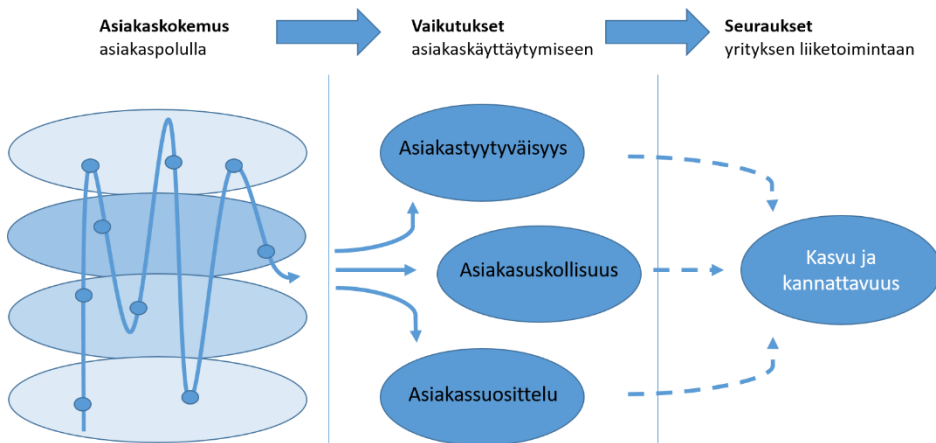 Asiakaskokemus
asiakaspolulla
Vaikutukset
asiakaskäyttäytymiseen
Seuraukset
yrityksen liiketoimintaan
Asiakastyytyväisyys
Asiakasuskollisuus
Asiakassuosittelu
Kasvu ja
kannattavuus